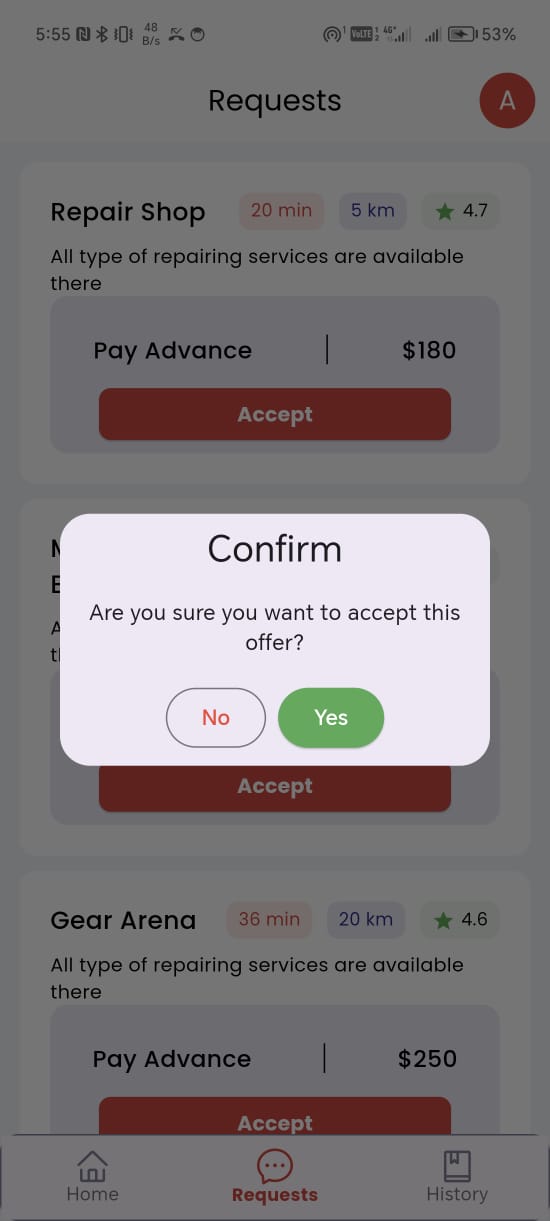 5:55 48 B/s VoLTE 4G+ 53%
Requests A
Repair Shop 20 min 5 km 4.7
All type of repairing services are available
there
Pay Advance | $180
Accept
Confirm
Are you sure you want to accept this
offer?
No Yes
Accept
Gear Arena 36 min 20 km 4.6
All type of repairing services are available
there
Pay Advance | $250
Accept
Home Requests History